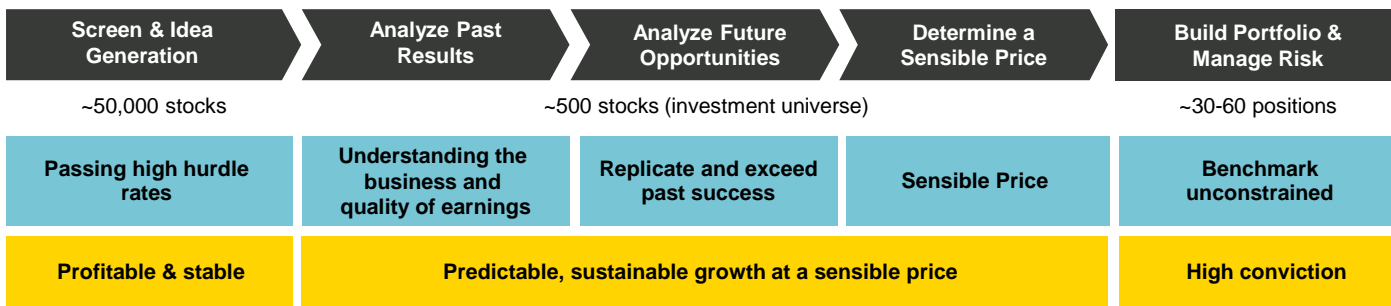 Screen & Idea
Generation
Analyze Past
Results
Analyze Future
Opportunities
Determine a
Sensible Price
Build Portfolio &
Manage Risk
~50,000 stocks
~500 stocks (investment universe)
~30-60 positions
Passing high hurdle
rates
Understanding the
business and
quality of earnings
Replicate and exceed
past success
Sensible Price
Benchmark
unconstrained
Profitable & stable
Predictable, sustainable growth at a sensible price
High conviction